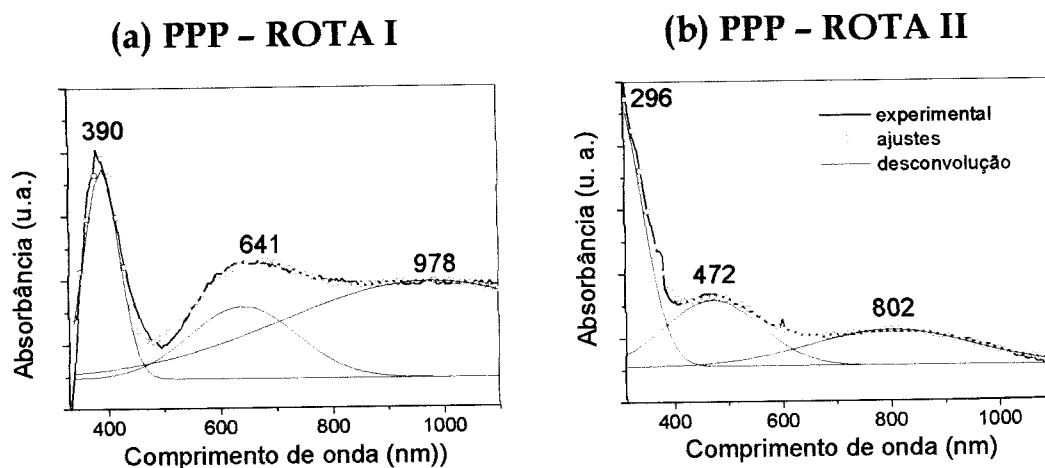 (a) PPP – ROTA I
390
641
978
Absorbância (u.a.)
400
600
800
1000
Comprimento de onda (nm))
(b) PPP – ROTA II
296
experimental
ajustes
desconvolução
472
802
Absorbância (u. a.)
400
600
800
1000
Comprimento de onda (nm)